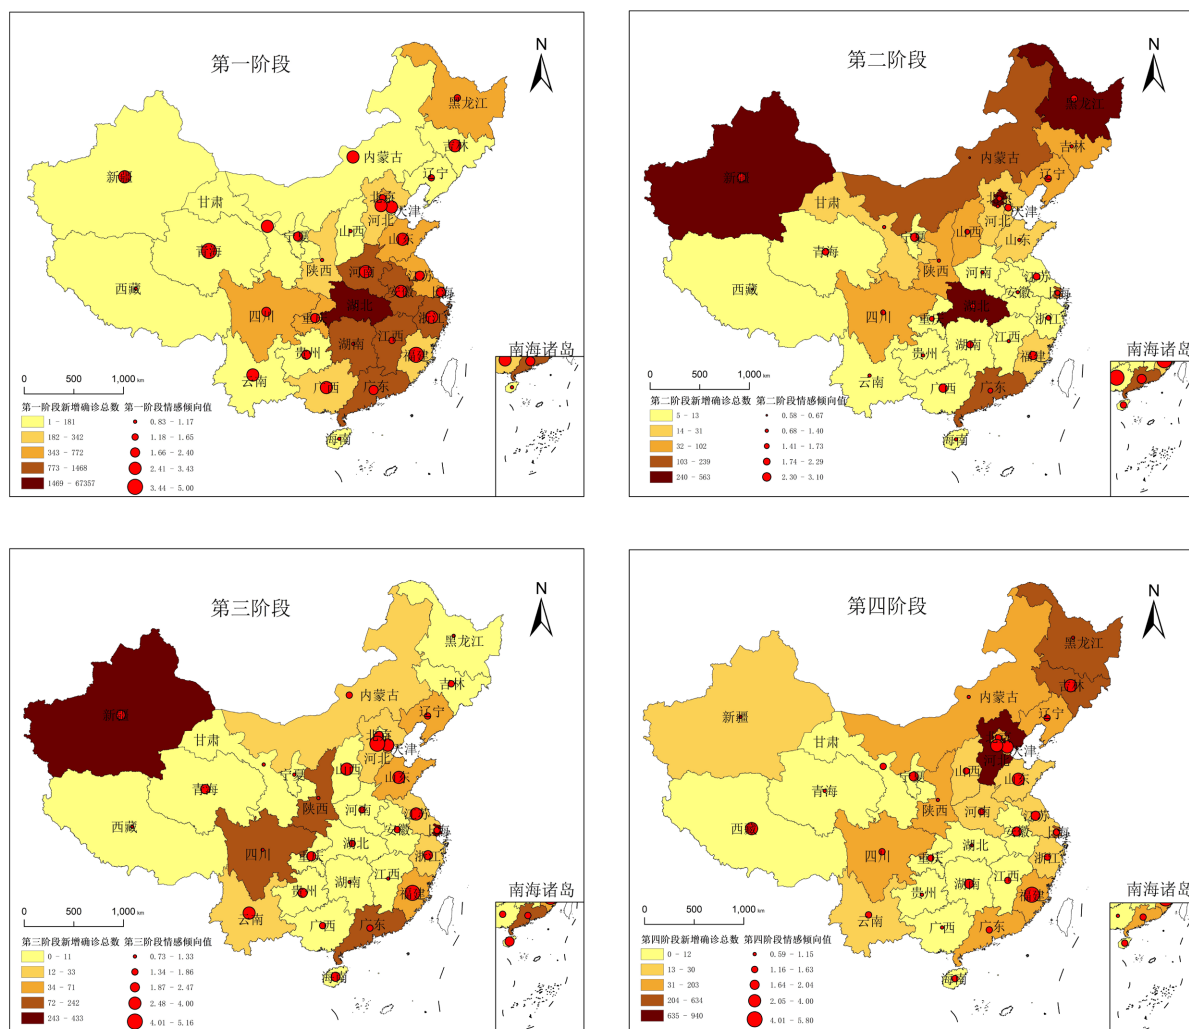 第一阶段
N
黑龙江
吉林
辽宁
内蒙古
新疆
甘肃
北京
天津
河北
山西
宁夏
山东
青海
陕西
河南
江苏
西藏
安徽
上海
四川
湖北
重庆
浙江
湖南
江西
贵州
福建
云南
广西
广东
海南
南海诸岛
0 500 1,000 km
第一阶段新增确诊总数 第一阶段情感倾向值
1 - 181 0.83 - 1.17
182 - 342 1.18 - 1.65
343 - 772 1.66 - 2.40
773 - 1468 2.41 - 3.43
1469 - 67357 3.44 - 5.00
第二阶段
N
黑龙江
吉林
辽宁
内蒙古
新疆
甘肃
北京
天津
河北
山西
宁夏
山东
青海
陕西
河南
江苏
西藏
安徽
上海
四川
湖北
重庆
浙江
湖南
江西
贵州
福建
云南
广西
广东
海南
南海诸岛
0 500 1,000 km
第二阶段新增确诊总数 第二阶段情感倾向值
5 - 13 0.58 - 0.67
14 - 31 0.68 - 1.40
32 - 102 1.41 - 1.73
103 - 239 1.74 - 2.29
240 - 563 2.30 - 3.10
第三阶段
N
黑龙江
吉林
辽宁
内蒙古
新疆
甘肃
北京
天津
河北
山西
宁夏
山东
青海
陕西
河南
江苏
西藏
安徽
上海
四川
湖北
重庆
浙江
湖南
江西
贵州
福建
云南
广西
广东
海南
南海诸岛
0 500 1,000 km
第三阶段新增确诊总数 第三阶段情感倾向值
0 - 11 0.73 - 1.33
12 - 33 1.34 - 1.86
34 - 71 1.87 - 2.47
72 - 242 2.48 - 4.00
243 - 433 4.01 - 5.16
第四阶段
N
黑龙江
吉林
辽宁
内蒙古
新疆
甘肃
北京
天津
河北
山西
宁夏
山东
青海
陕西
河南
江苏
西藏
安徽
上海
四川
湖北
重庆
浙江
湖南
江西
贵州
福建
云南
广西
广东
海南
南海诸岛
0 500 1,000 km
第四阶段新增确诊总数 第四阶段情感倾向值
0 - 12 0.59 - 1.15
13 - 30 1.16 - 1.63
31 - 203 1.64 - 2.04
204 - 634 2.05 - 4.00
635 - 940 4.01 - 5.80